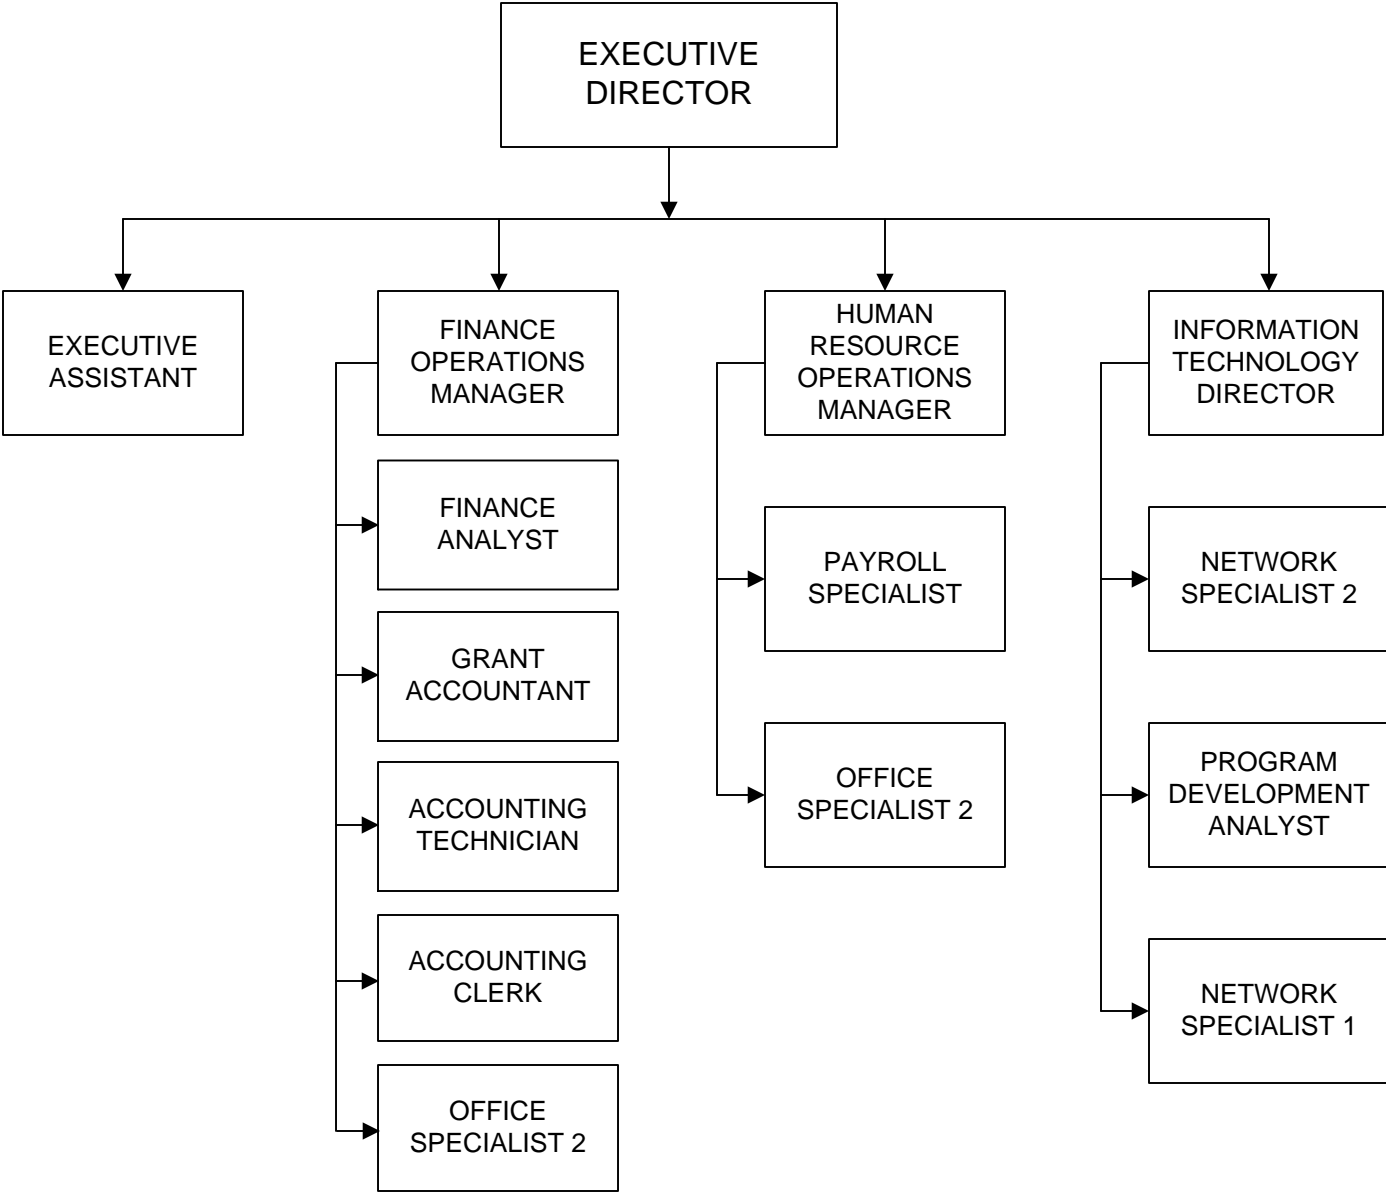 EXECUTIVE
DIRECTOR
EXECUTIVE
ASSISTANT
FINANCE
OPERATIONS
MANAGER
HUMAN
RESOURCE
OPERATIONS
MANAGER
INFORMATION
TECHNOLOGY
DIRECTOR
FINANCE
ANALYST
GRANT
ACCOUNTANT
ACCOUNTING
TECHNICIAN
ACCOUNTING
CLERK
OFFICE
SPECIALIST 2
PAYROLL
SPECIALIST
OFFICE
SPECIALIST 2
NETWORK
SPECIALIST 2
PROGRAM
DEVELOPMENT
ANALYST
NETWORK
SPECIALIST 1